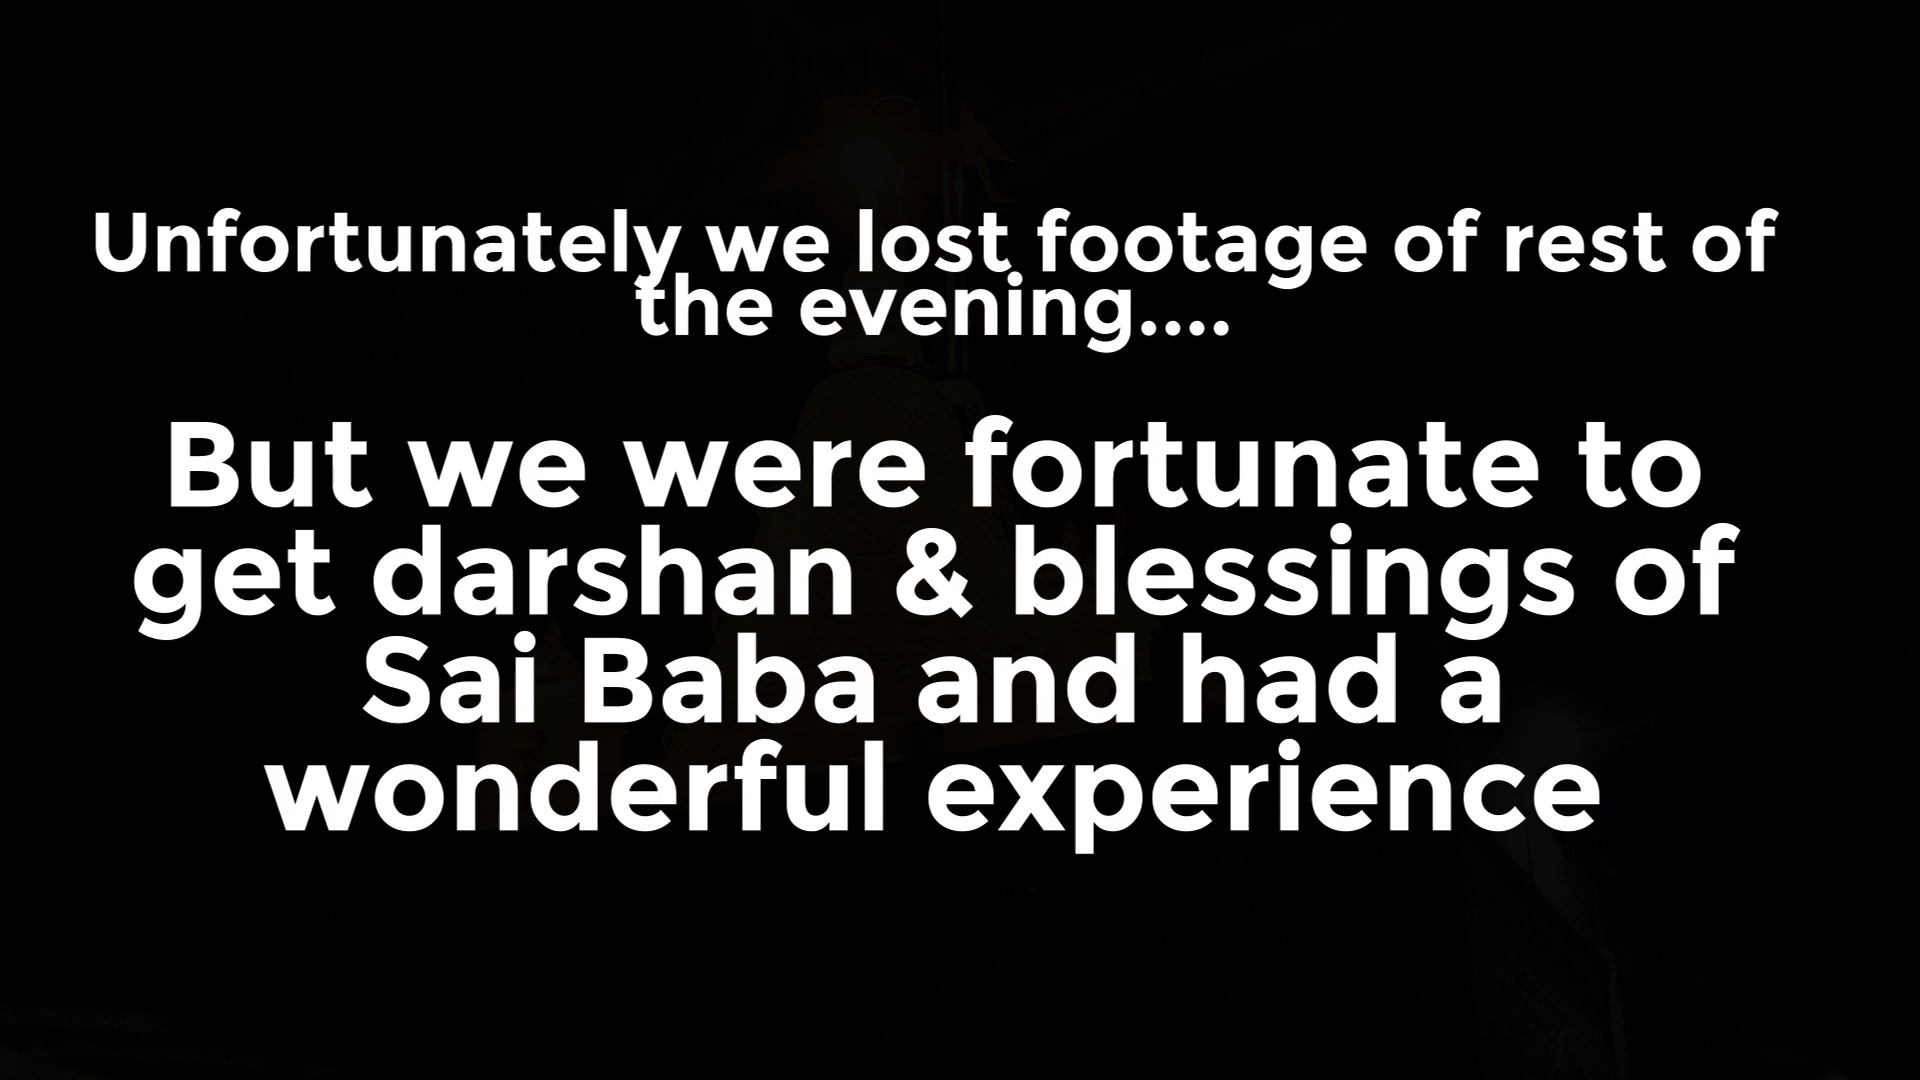 Unfortunately we lost footage of rest of
the evening....
But we were fortunate to
get darshan & blessings of
Sai Baba and had a
wonderful experience